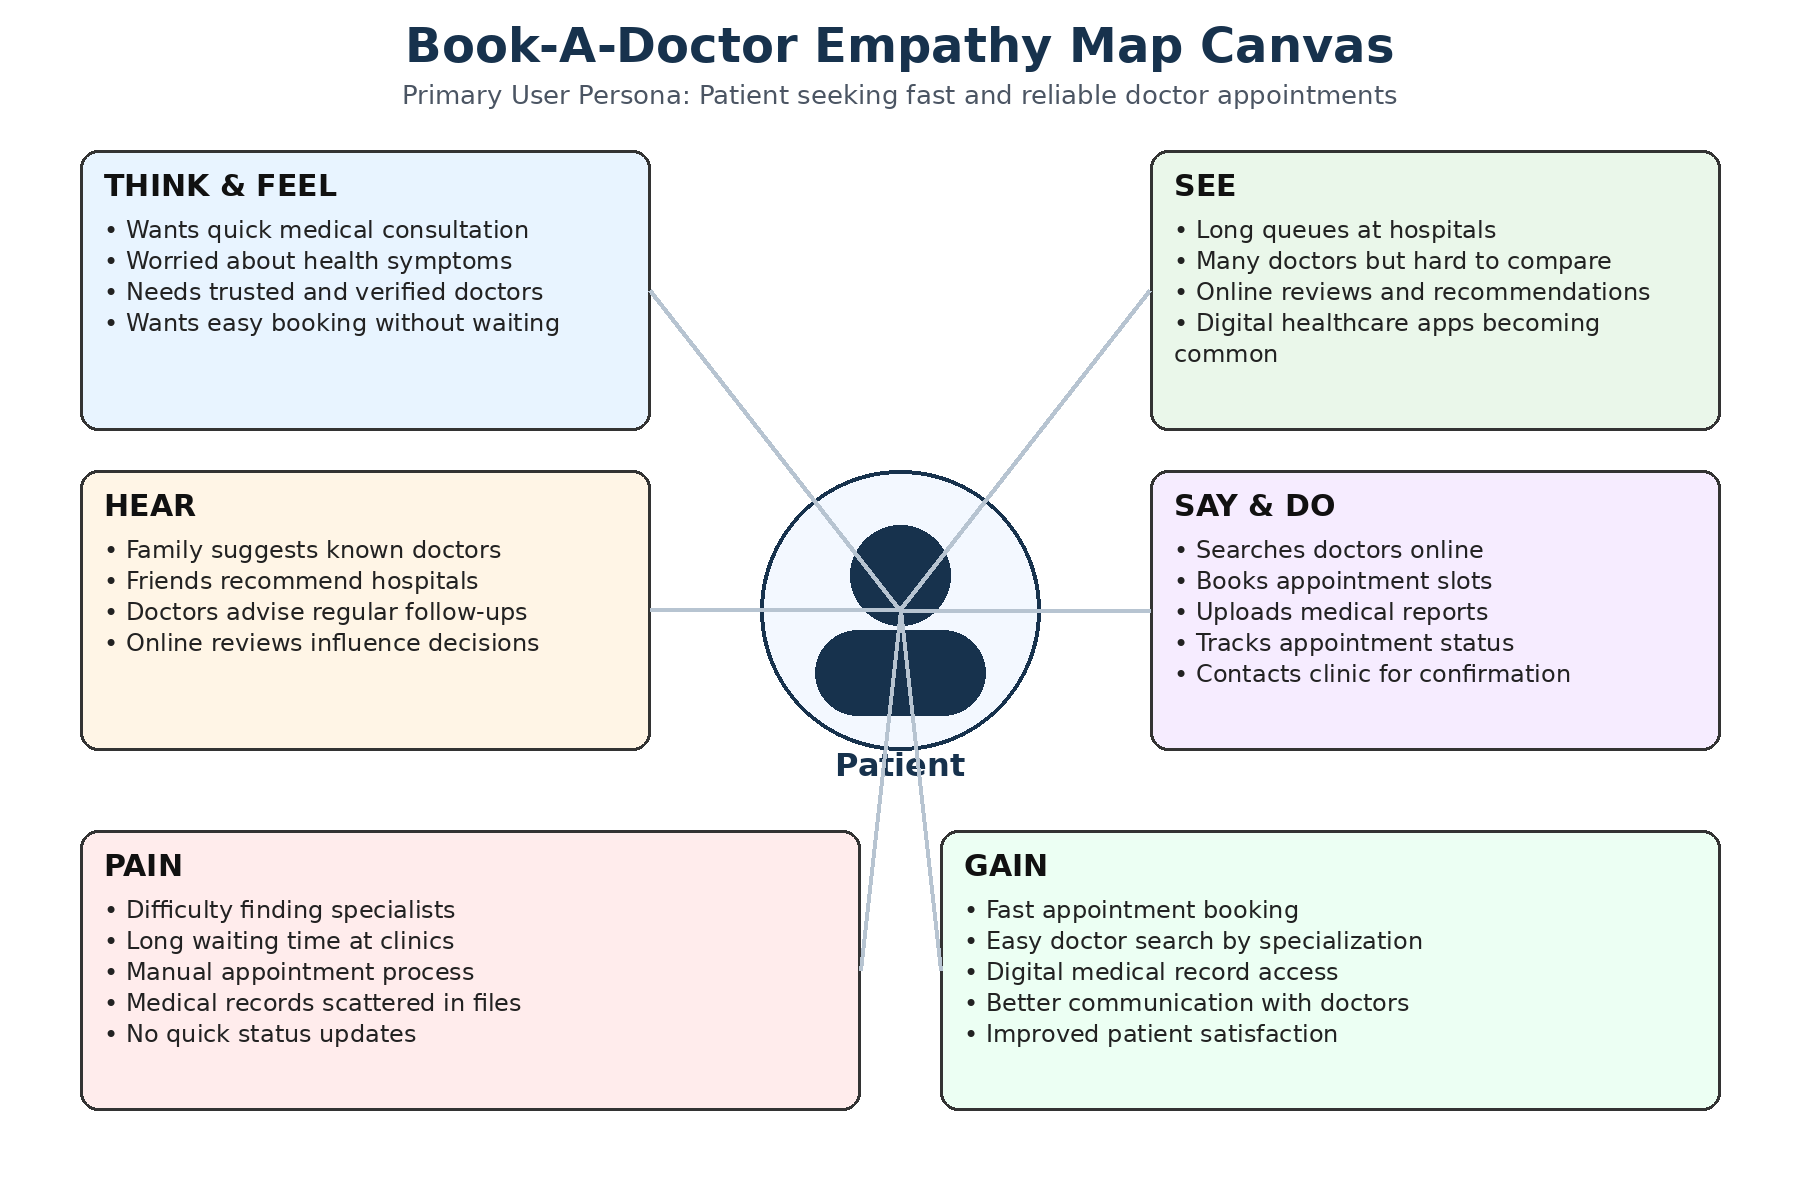 Book-A-Doctor Empathy Map Canvas
Primary User Persona: Patient seeking fast and reliable doctor appointments
THINK & FEEL
• Wants quick medical consultation
• Worried about health symptoms
• Needs trusted and verified doctors
• Wants easy booking without waiting
SEE
• Long queues at hospitals
• Many doctors but hard to compare
• Online reviews and recommendations
• Digital healthcare apps becoming
common
HEAR
• Family suggests known doctors
• Friends recommend hospitals
• Doctors advise regular follow-ups
• Online reviews influence decisions
SAY & DO
• Searches doctors online
• Books appointment slots
• Uploads medical reports
• Tracks appointment status
• Contacts clinic for confirmation
Patient
PAIN
• Difficulty finding specialists
• Long waiting time at clinics
• Manual appointment process
• Medical records scattered in files
• No quick status updates
GAIN
• Fast appointment booking
• Easy doctor search by specialization
• Digital medical record access
• Better communication with doctors
• Improved patient satisfaction